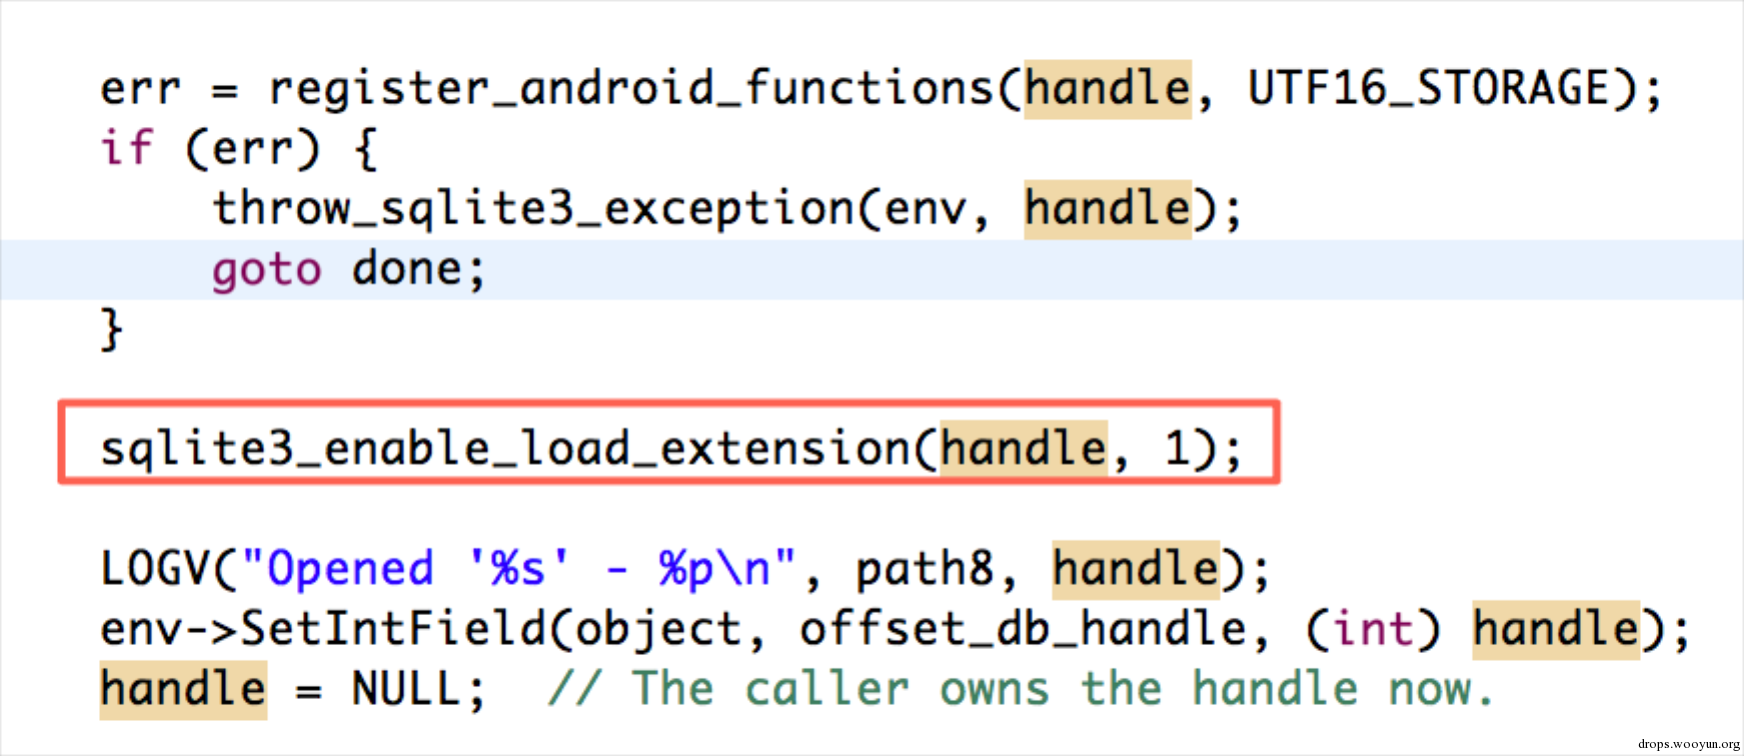 err = register_android_functions(handle, UTF16_STORAGE);
if (err) {
    throw_sqlite3_exception(env, handle);
    goto done;
}
sqlite3_enable_load_extension(handle, 1);
LOGV("Opened '%s' - %p\n", path8, handle);
env->SetIntField(object, offset_db_handle, (int) handle);
handle = NULL;  // The caller owns the handle now.
drops.wooyun.org